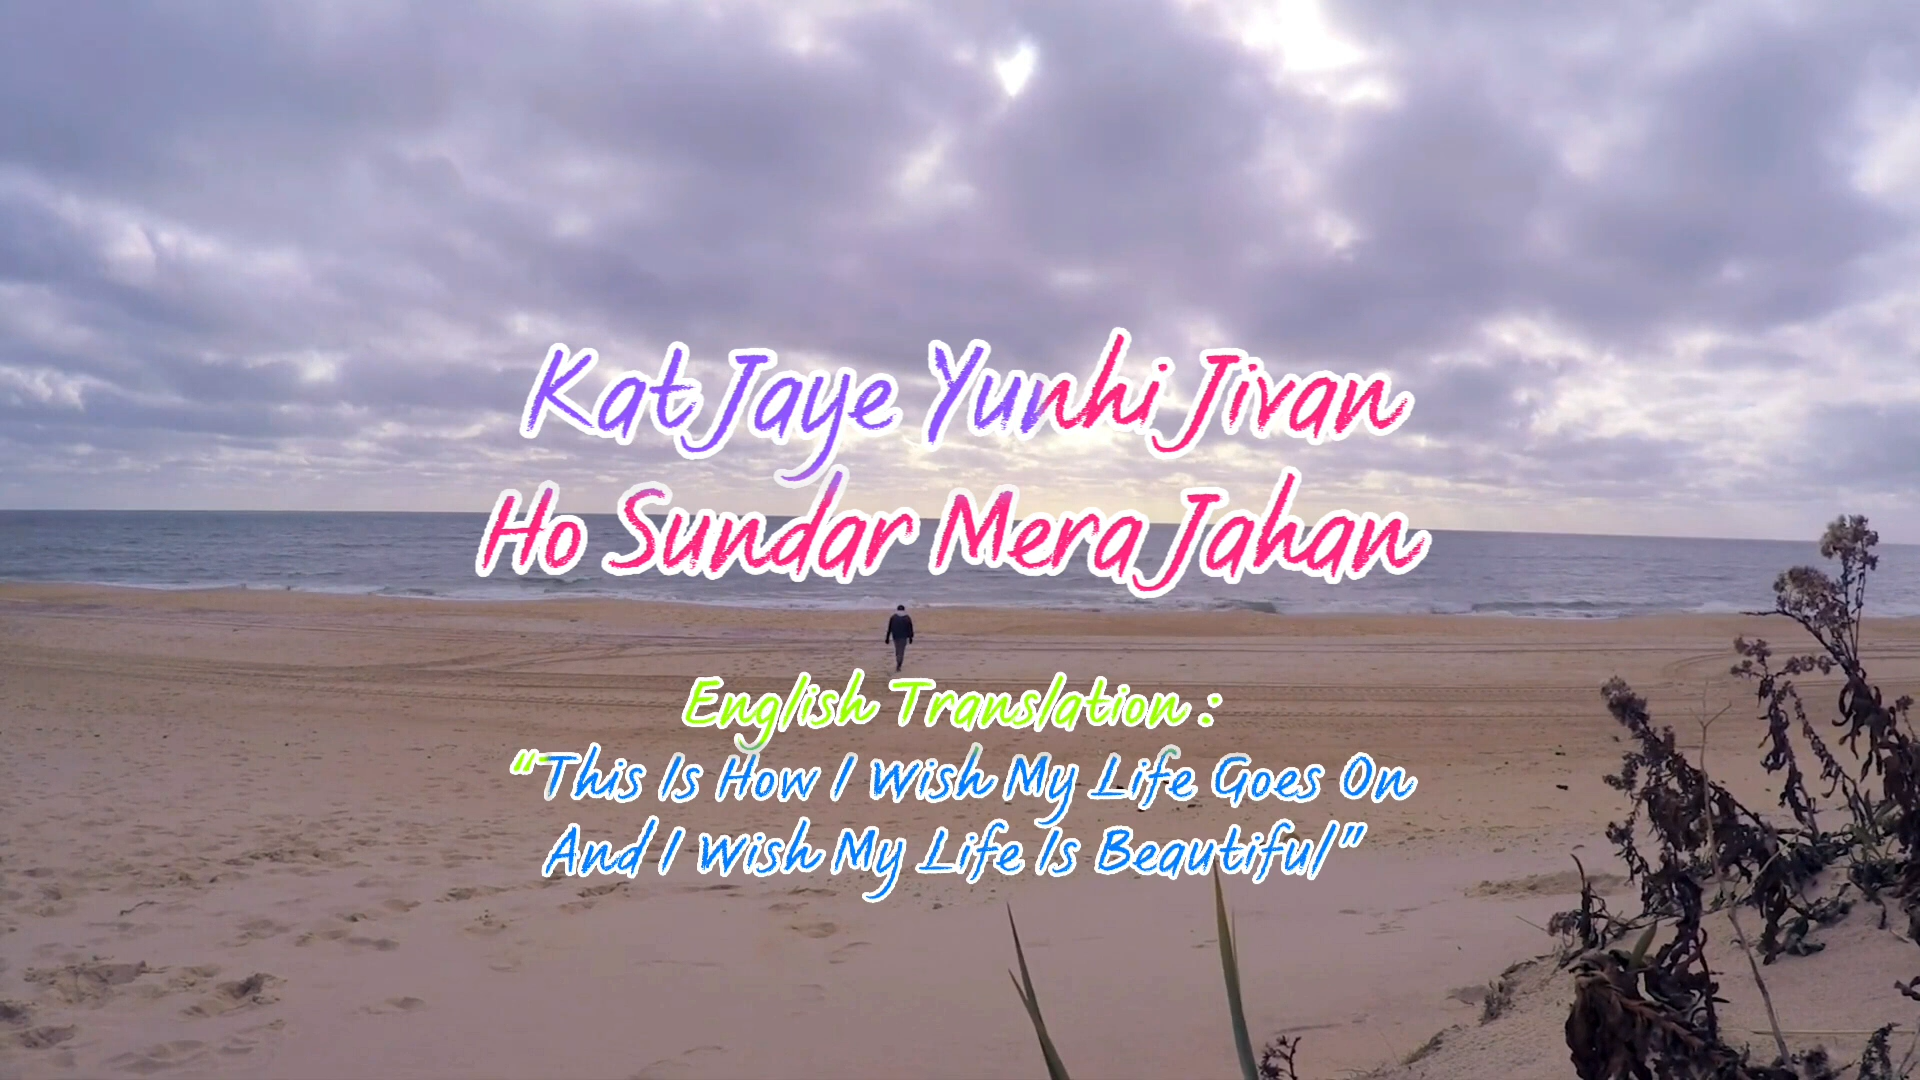 Kat Jaye Yunhi Jivan
Ho Sundar Mera Jahan
English Translation :
“This Is How I Wish My Life Goes On
And I Wish My Life Is Beautiful”